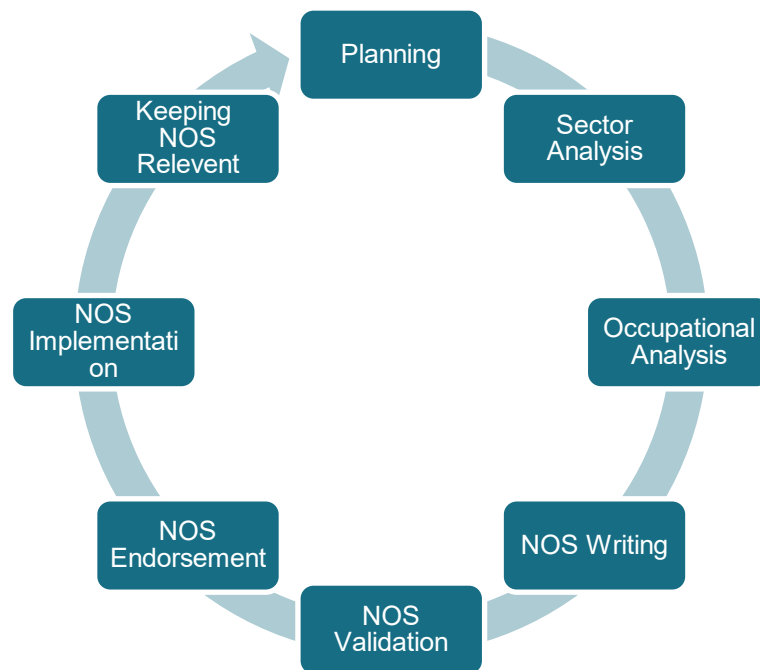 Planning
Sector
Analysis
Occupational
Analysis
NOS Writing
NOS
Validation
NOS
Endorsement
NOS
Implementati
on
Keeping
NOS
Relevent